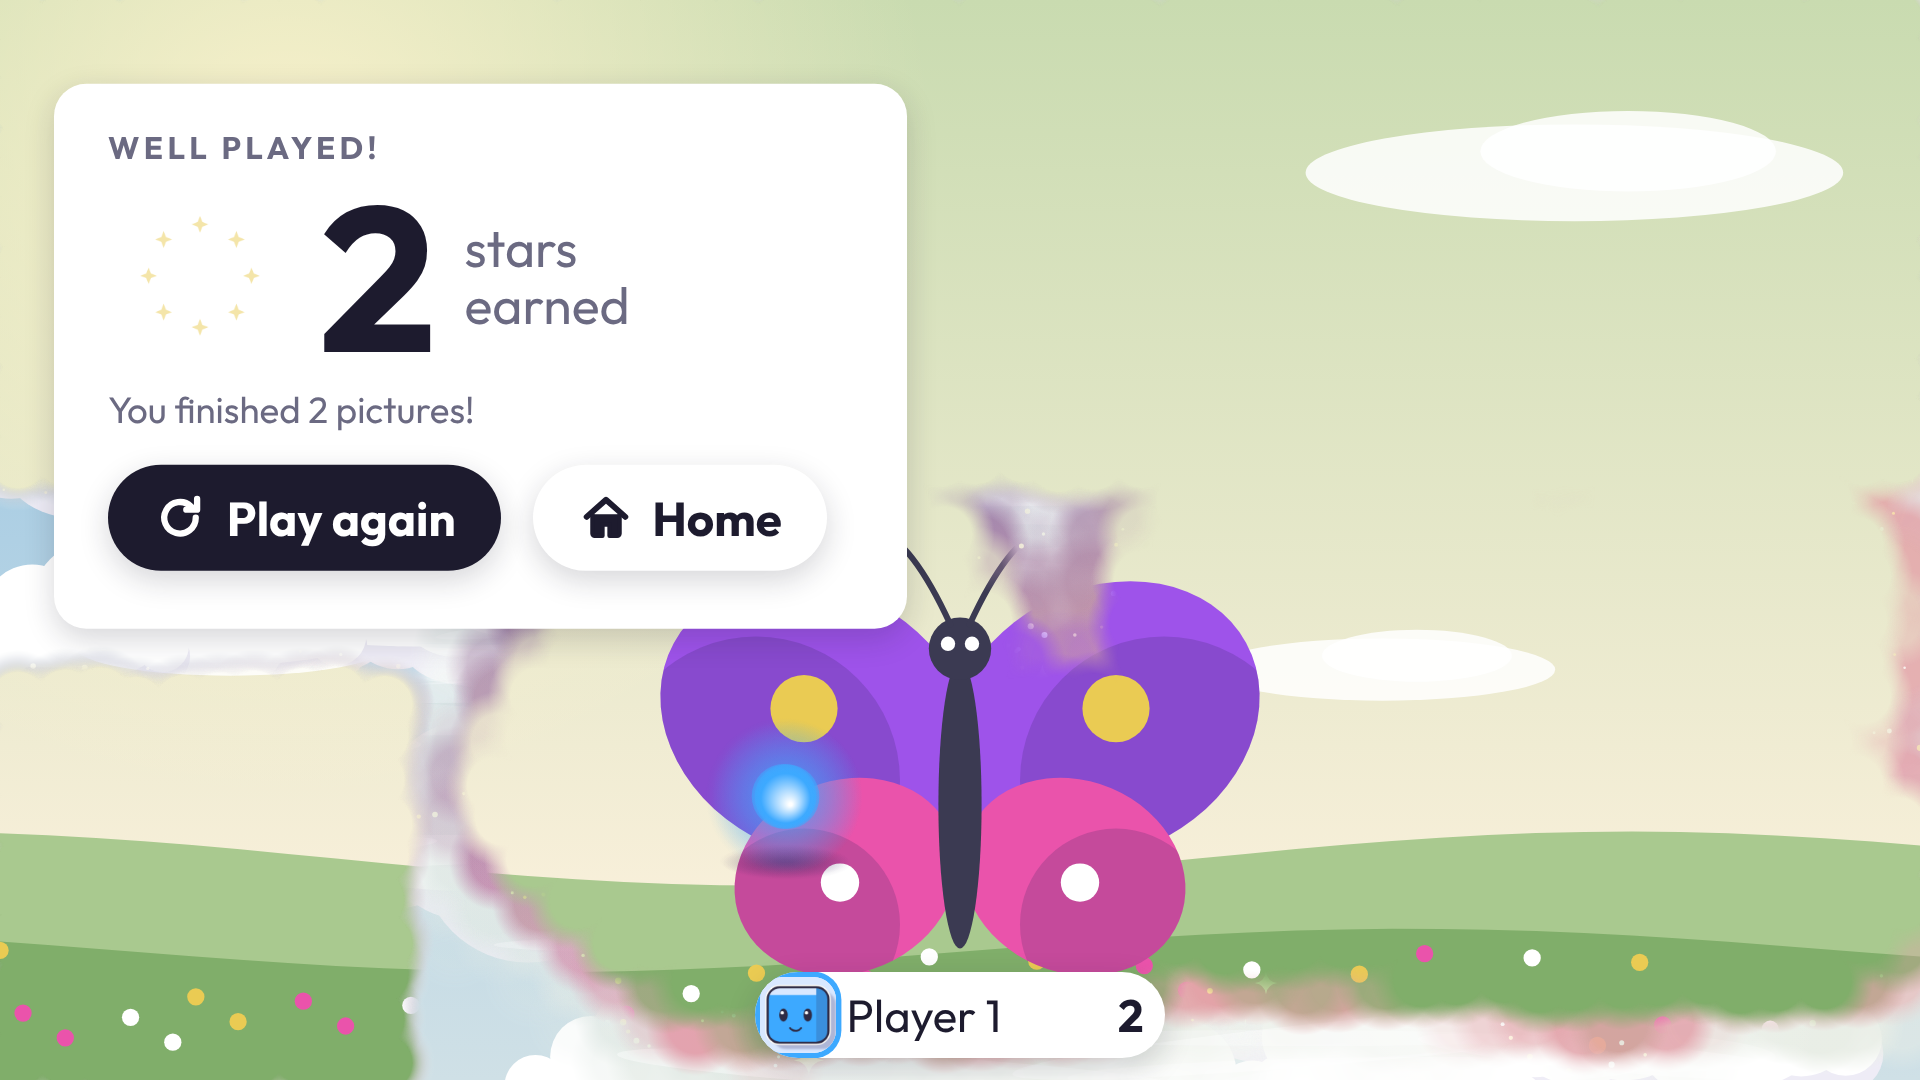 WELL PLAYED!
2
stars
earned
You finished 2 pictures!
Play again
Home
Player 1
2